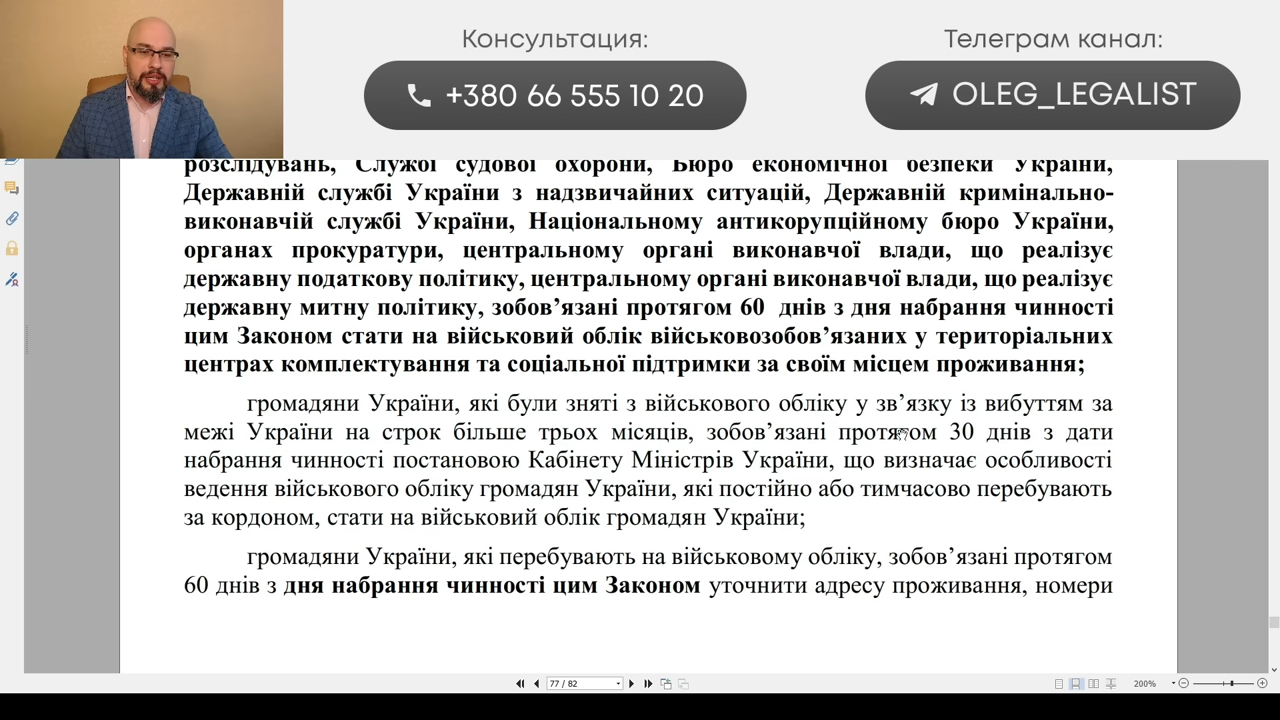 Консультация:
Телеграм канал:
+380 66 555 10 20
OLEG_LEGALIST
розслідувань, Службі судової охорони, Бюро економічної безпеки України,
Державній службі України з надзвичайних ситуацій, Державній кримінально-
виконавчій службі України, Національному антикорупційному бюро України,
органах прокуратури, центральному органі виконавчої влади, що реалізує
державну податкову політику, центральному органі виконавчої влади, що реалізує
державну митну політику, зобов’язані протягом 60 днів з дня набрання чинності
цим Законом стати на військовий облік військовозобов’язаних у територіальних
центрах комплектування та соціальної підтримки за своїм місцем проживання;
громадяни України, які були зняті з військового обліку у зв’язку із вибуттям за
межі України на строк більше трьох місяців, зобов’язані протягом 30 днів з дати
набрання чинності постановою Кабінету Міністрів України, що визначає особливості
ведення військового обліку громадян України, які постійно або тимчасово перебувають
за кордоном, стати на військовий облік громадян України;
громадяни України, які перебувають на військовому обліку, зобов’язані протягом
60 днів з дня набрання чинності цим Законом уточнити адресу проживання, номери
77 / 82
200%